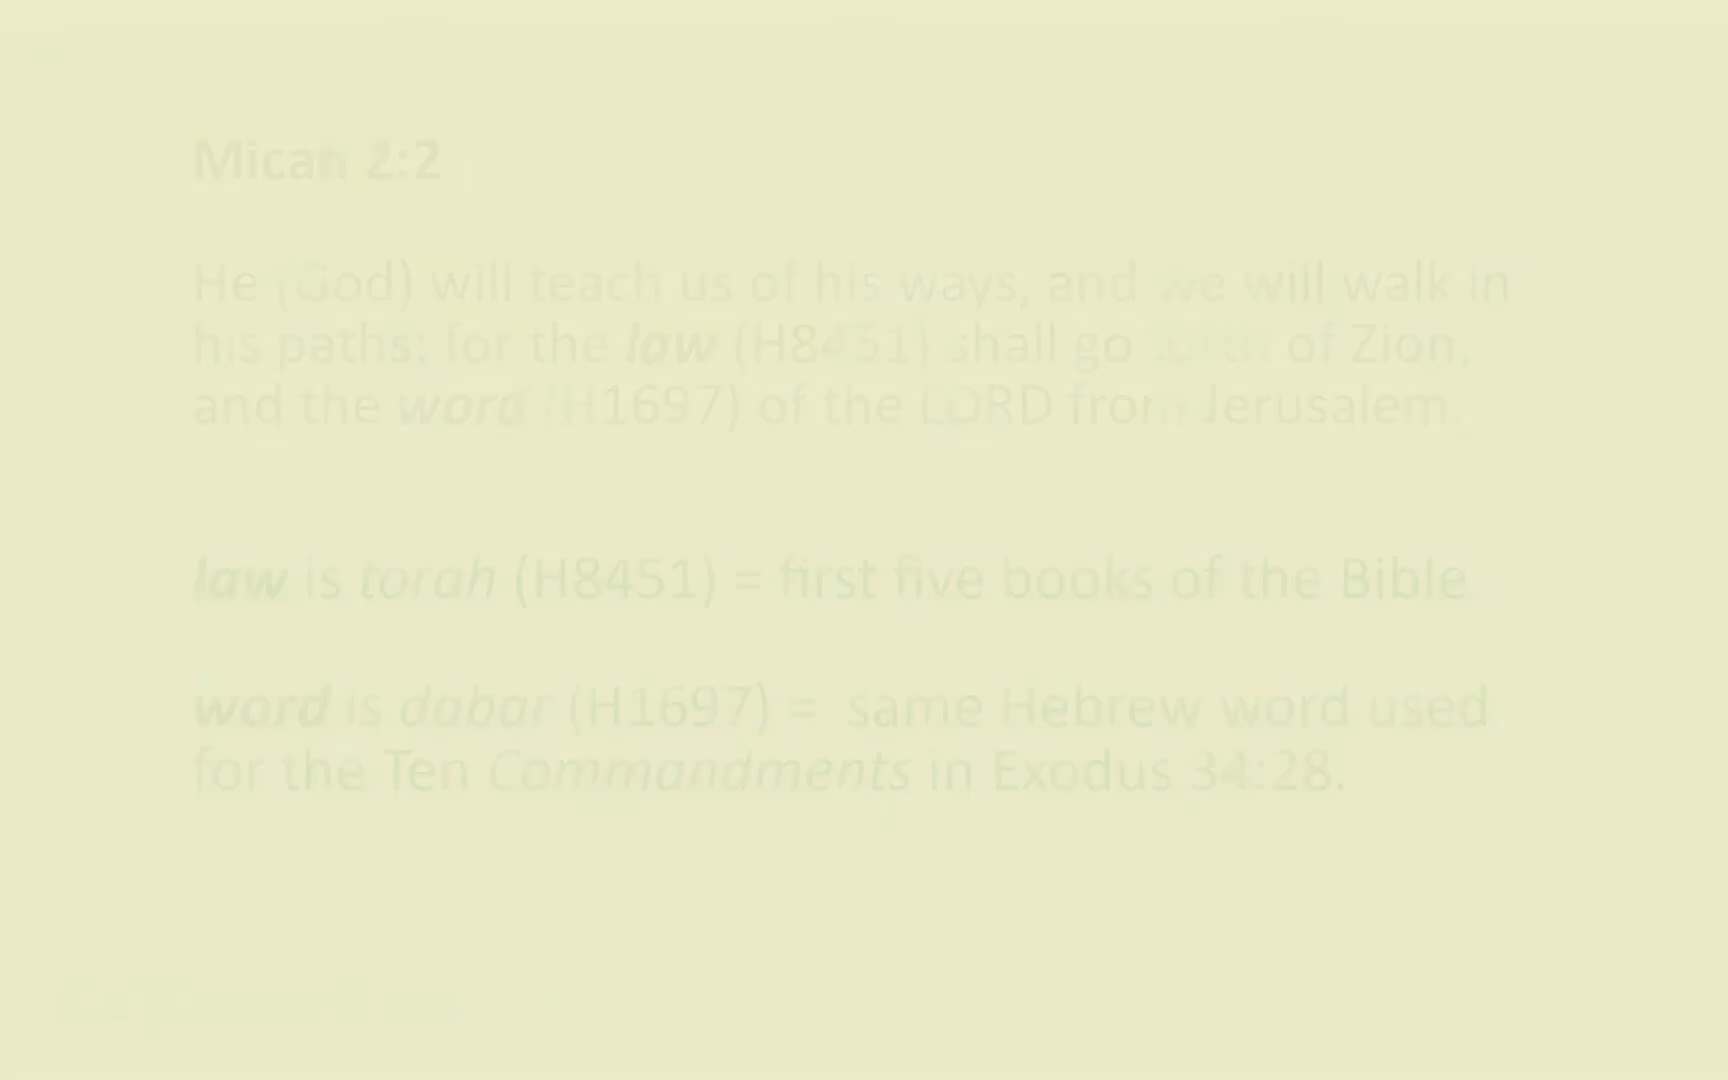 Micah 2:2
He (God) will teach us of his ways, and we will walk in
his paths; for the law (H8451) shall go forth of Zion,
and the word (H1697) of the LORD from Jerusalem.
law is torah (H8451) = first five books of the Bible
word is dabar (H1697) = same Hebrew word used
for the Ten Commandments in Exodus 34:28.